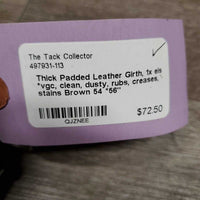 The Tack Collector
497931-113
Thick Padded Leather Girth, 1x els
*vgc, clean, dusty, rubs, creases,
stains Brown 54 *56"
$72.50
QJZNEE